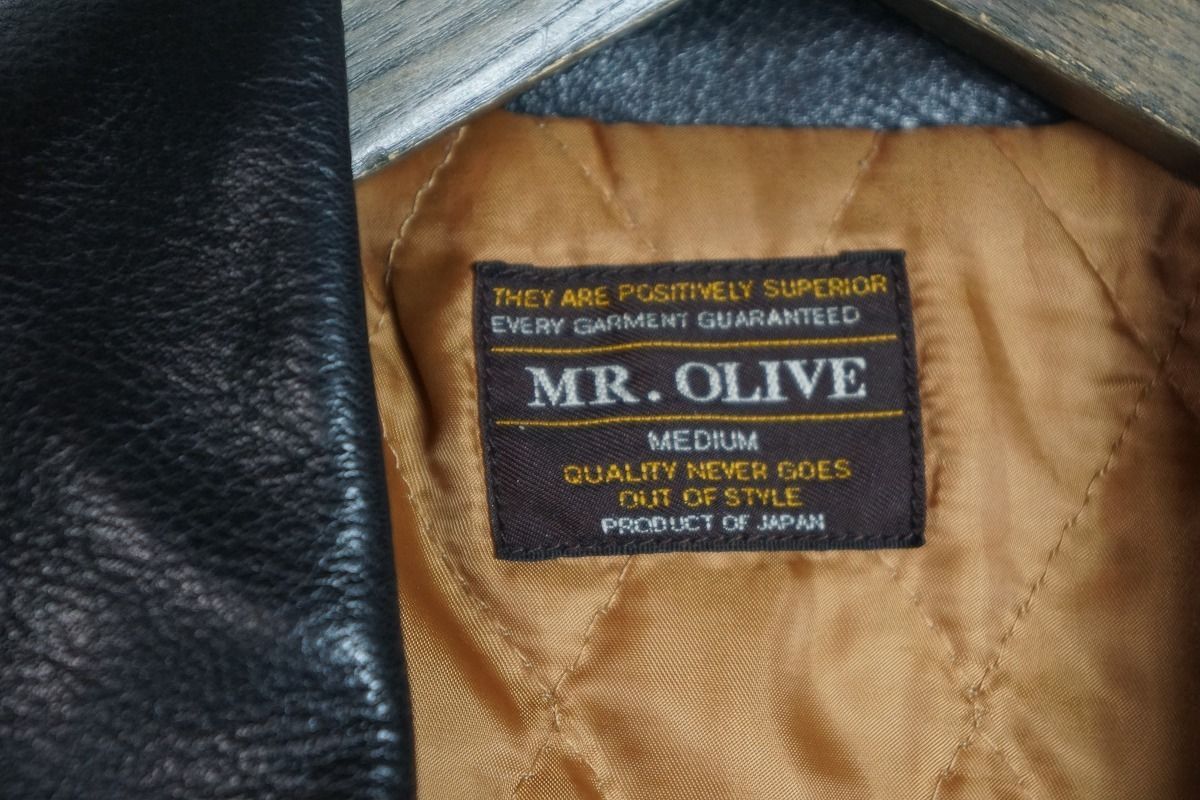 THEY ARE POSITIVELY SUPERIOR
EVERY GARMENT GUARANTEED
MR. OLIVE
MEDIUM
QUALITY NEVER GOES
OUT OF STYLE
PRODUCT OF JAPAN